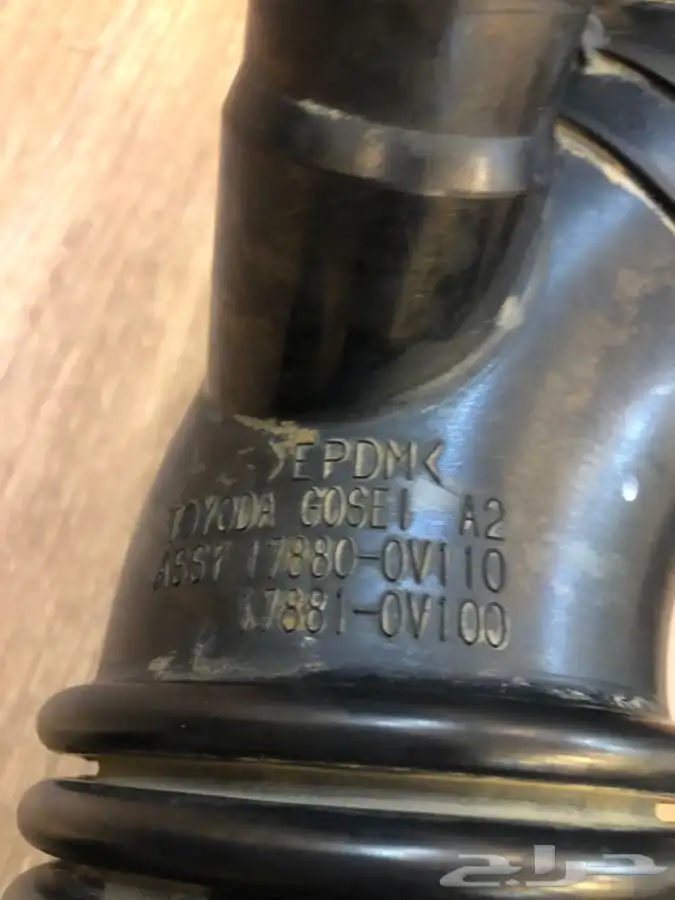 >EPDM<
TOYODA GOSEI A2
ASSY 17880-0V110
17881-0V100
حراج